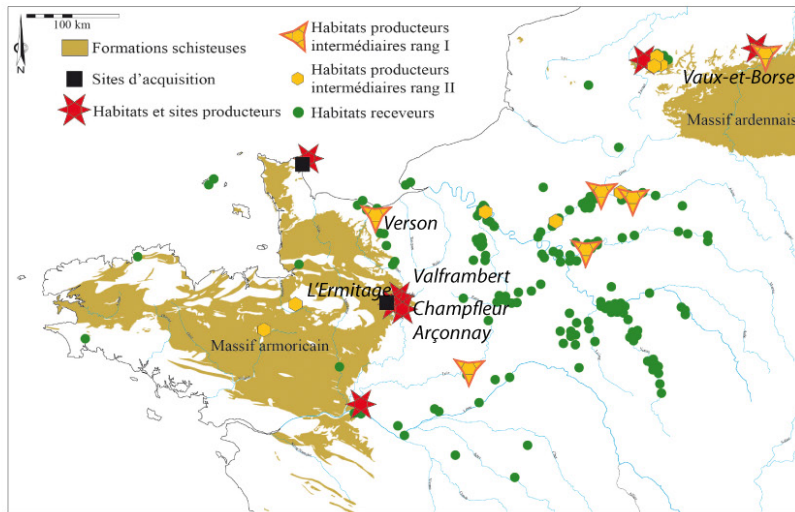 100 km
N
Formations schisteuses
Sites d'acquisition
Habitats et sites producteurs
Habitats producteurs
intermédiaires rang I
Habitats producteurs
intermédiaires rang II
Habitats receveurs
Vaux-et-Borset
Massif ardennais
Verson
L'Ermitage
Valframbert
Champfleur
Arçonnay
Massif armoricain